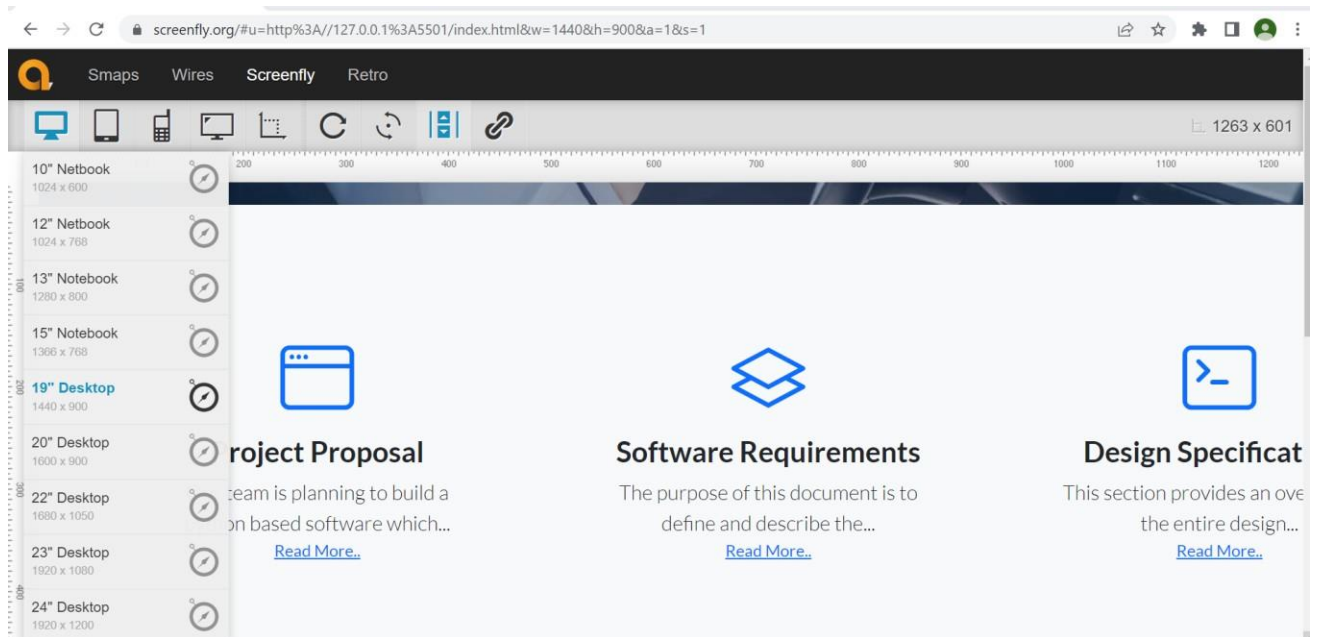 screenfly.org/#u=http%3A//127.0.0.1%3A5501/index.html&w=1440&h=900&a=1&s=1
Smaps Wires Screenfly Retro
1263 x 601
200 300 400 500 600 700 800 900 1000 1100 1200
10" Netbook
1024 x 600
12" Netbook
1024 x 768
100
13" Notebook
1280 x 800
15" Notebook
1366 x 768
200
19" Desktop
1440 x 900
20" Desktop
1600 x 900
300
22" Desktop
1680 x 1050
23" Desktop
1920 x 1080
400
24" Desktop
1920 x 1200
roject Proposal
team is planning to build a
on based software which...
Read More..
Software Requirements
The purpose of this document is to
define and describe the...
Read More..
Design Specificat
This section provides an ove
the entire design...
Read More..